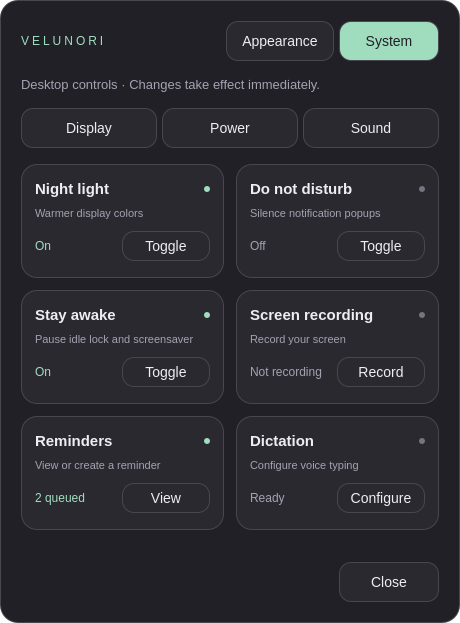 VELUNORI
Appearance
System
Desktop controls · Changes take effect immediately.
Display
Power
Sound
Night light
Warmer display colors
On
Toggle
Do not disturb
Silence notification popups
Off
Toggle
Stay awake
Pause idle lock and screensaver
On
Toggle
Screen recording
Record your screen
Not recording
Record
Reminders
View or create a reminder
2 queued
View
Dictation
Configure voice typing
Ready
Configure
Close